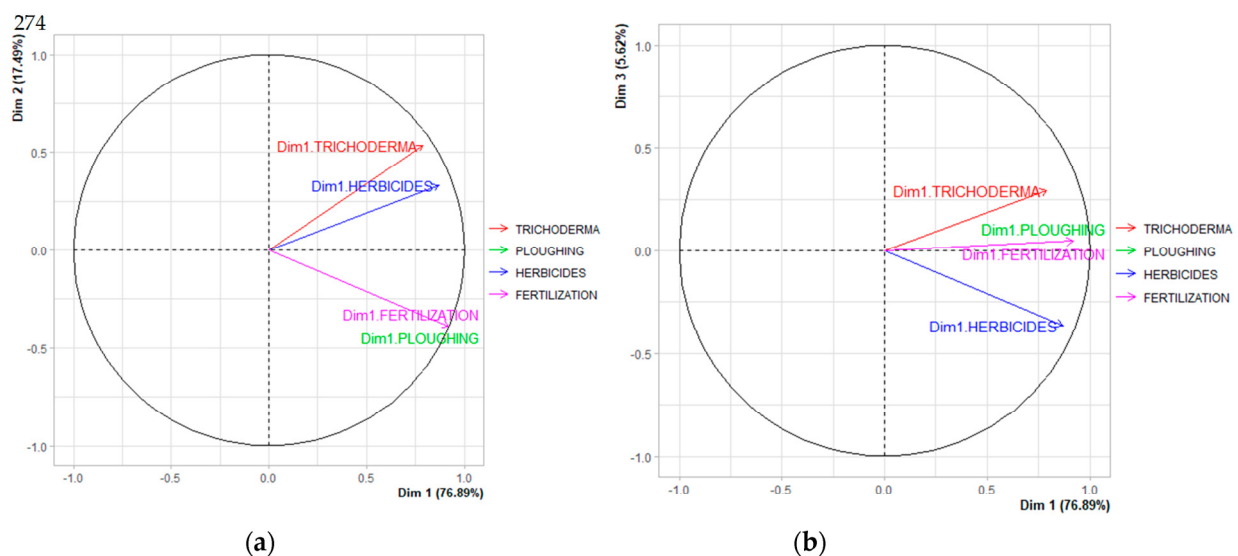 274
Dim 2 (17.49%)
1.0
0.5
0.0
-0.5
-1.0
Dim1.TRICHODERMA
Dim1.HERBICIDES
Dim1.FERTILIZATION
Dim1.PLOUGHING
-1.0 -0.5 0.0 0.5 1.0
Dim 1 (76.89%)
TRICHODERMA
PLOUGHING
HERBICIDES
FERTILIZATION
(a)
Dim 3 (5.62%)
1.0
0.5
0.0
-0.5
-1.0
Dim1.TRICHODERMA
Dim1.PLOUGHING
Dim1.FERTILIZATION
Dim1.HERBICIDES
-1.0 -0.5 0.0 0.5 1.0
Dim 1 (76.89%)
TRICHODERMA
PLOUGHING
HERBICIDES
FERTILIZATION
(b)